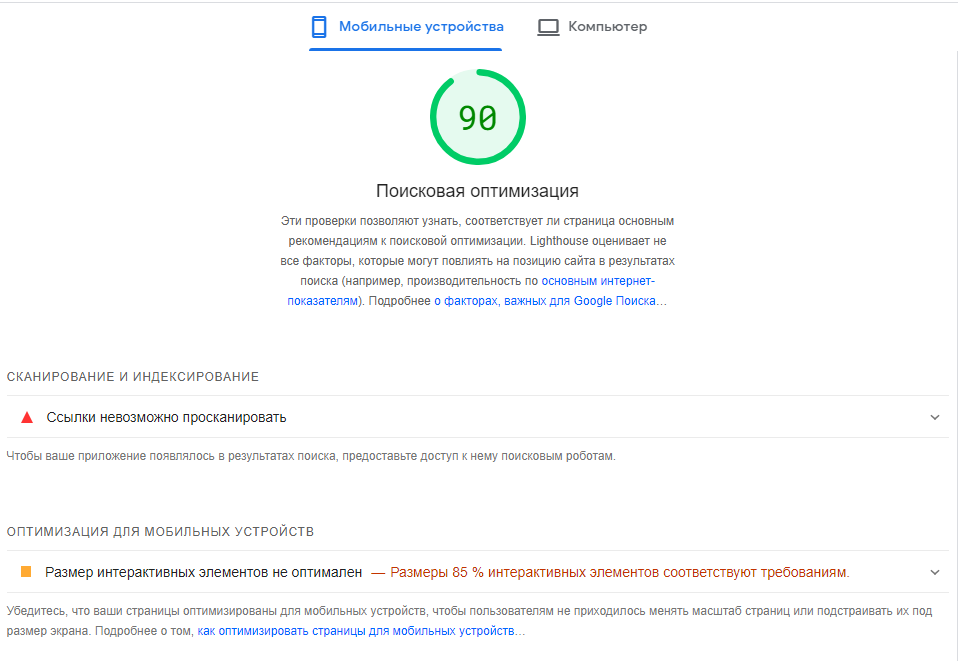 Мобильные устройства Компьютер
90
Поисковая оптимизация
Эти проверки позволяют узнать, соответствует ли страница основным
рекомендациям к поисковой оптимизации. Lighthouse оценивает не
все факторы, которые могут повлиять на позицию сайта в результатах
поиска (например, производительность по основным интернет-
показателям). Подробнее о факторах, важных для Google Поиска…
СКАНИРОВАНИЕ И ИНДЕКСИРОВАНИЕ
Ссылки невозможно просканировать
Чтобы ваше приложение появлялось в результатах поиска, предоставьте доступ к нему поисковым роботам.
ОПТИМИЗАЦИЯ ДЛЯ МОБИЛЬНЫХ УСТРОЙСТВ
Размер интерактивных элементов не оптимален — Размеры 85 % интерактивных элементов соответствуют требованиям.
Убедитесь, что ваши страницы оптимизированы для мобильных устройств, чтобы пользователям не приходилось менять масштаб страниц или подстраивать их под
размер экрана. Подробнее о том, как оптимизировать страницы для мобильных устройств…